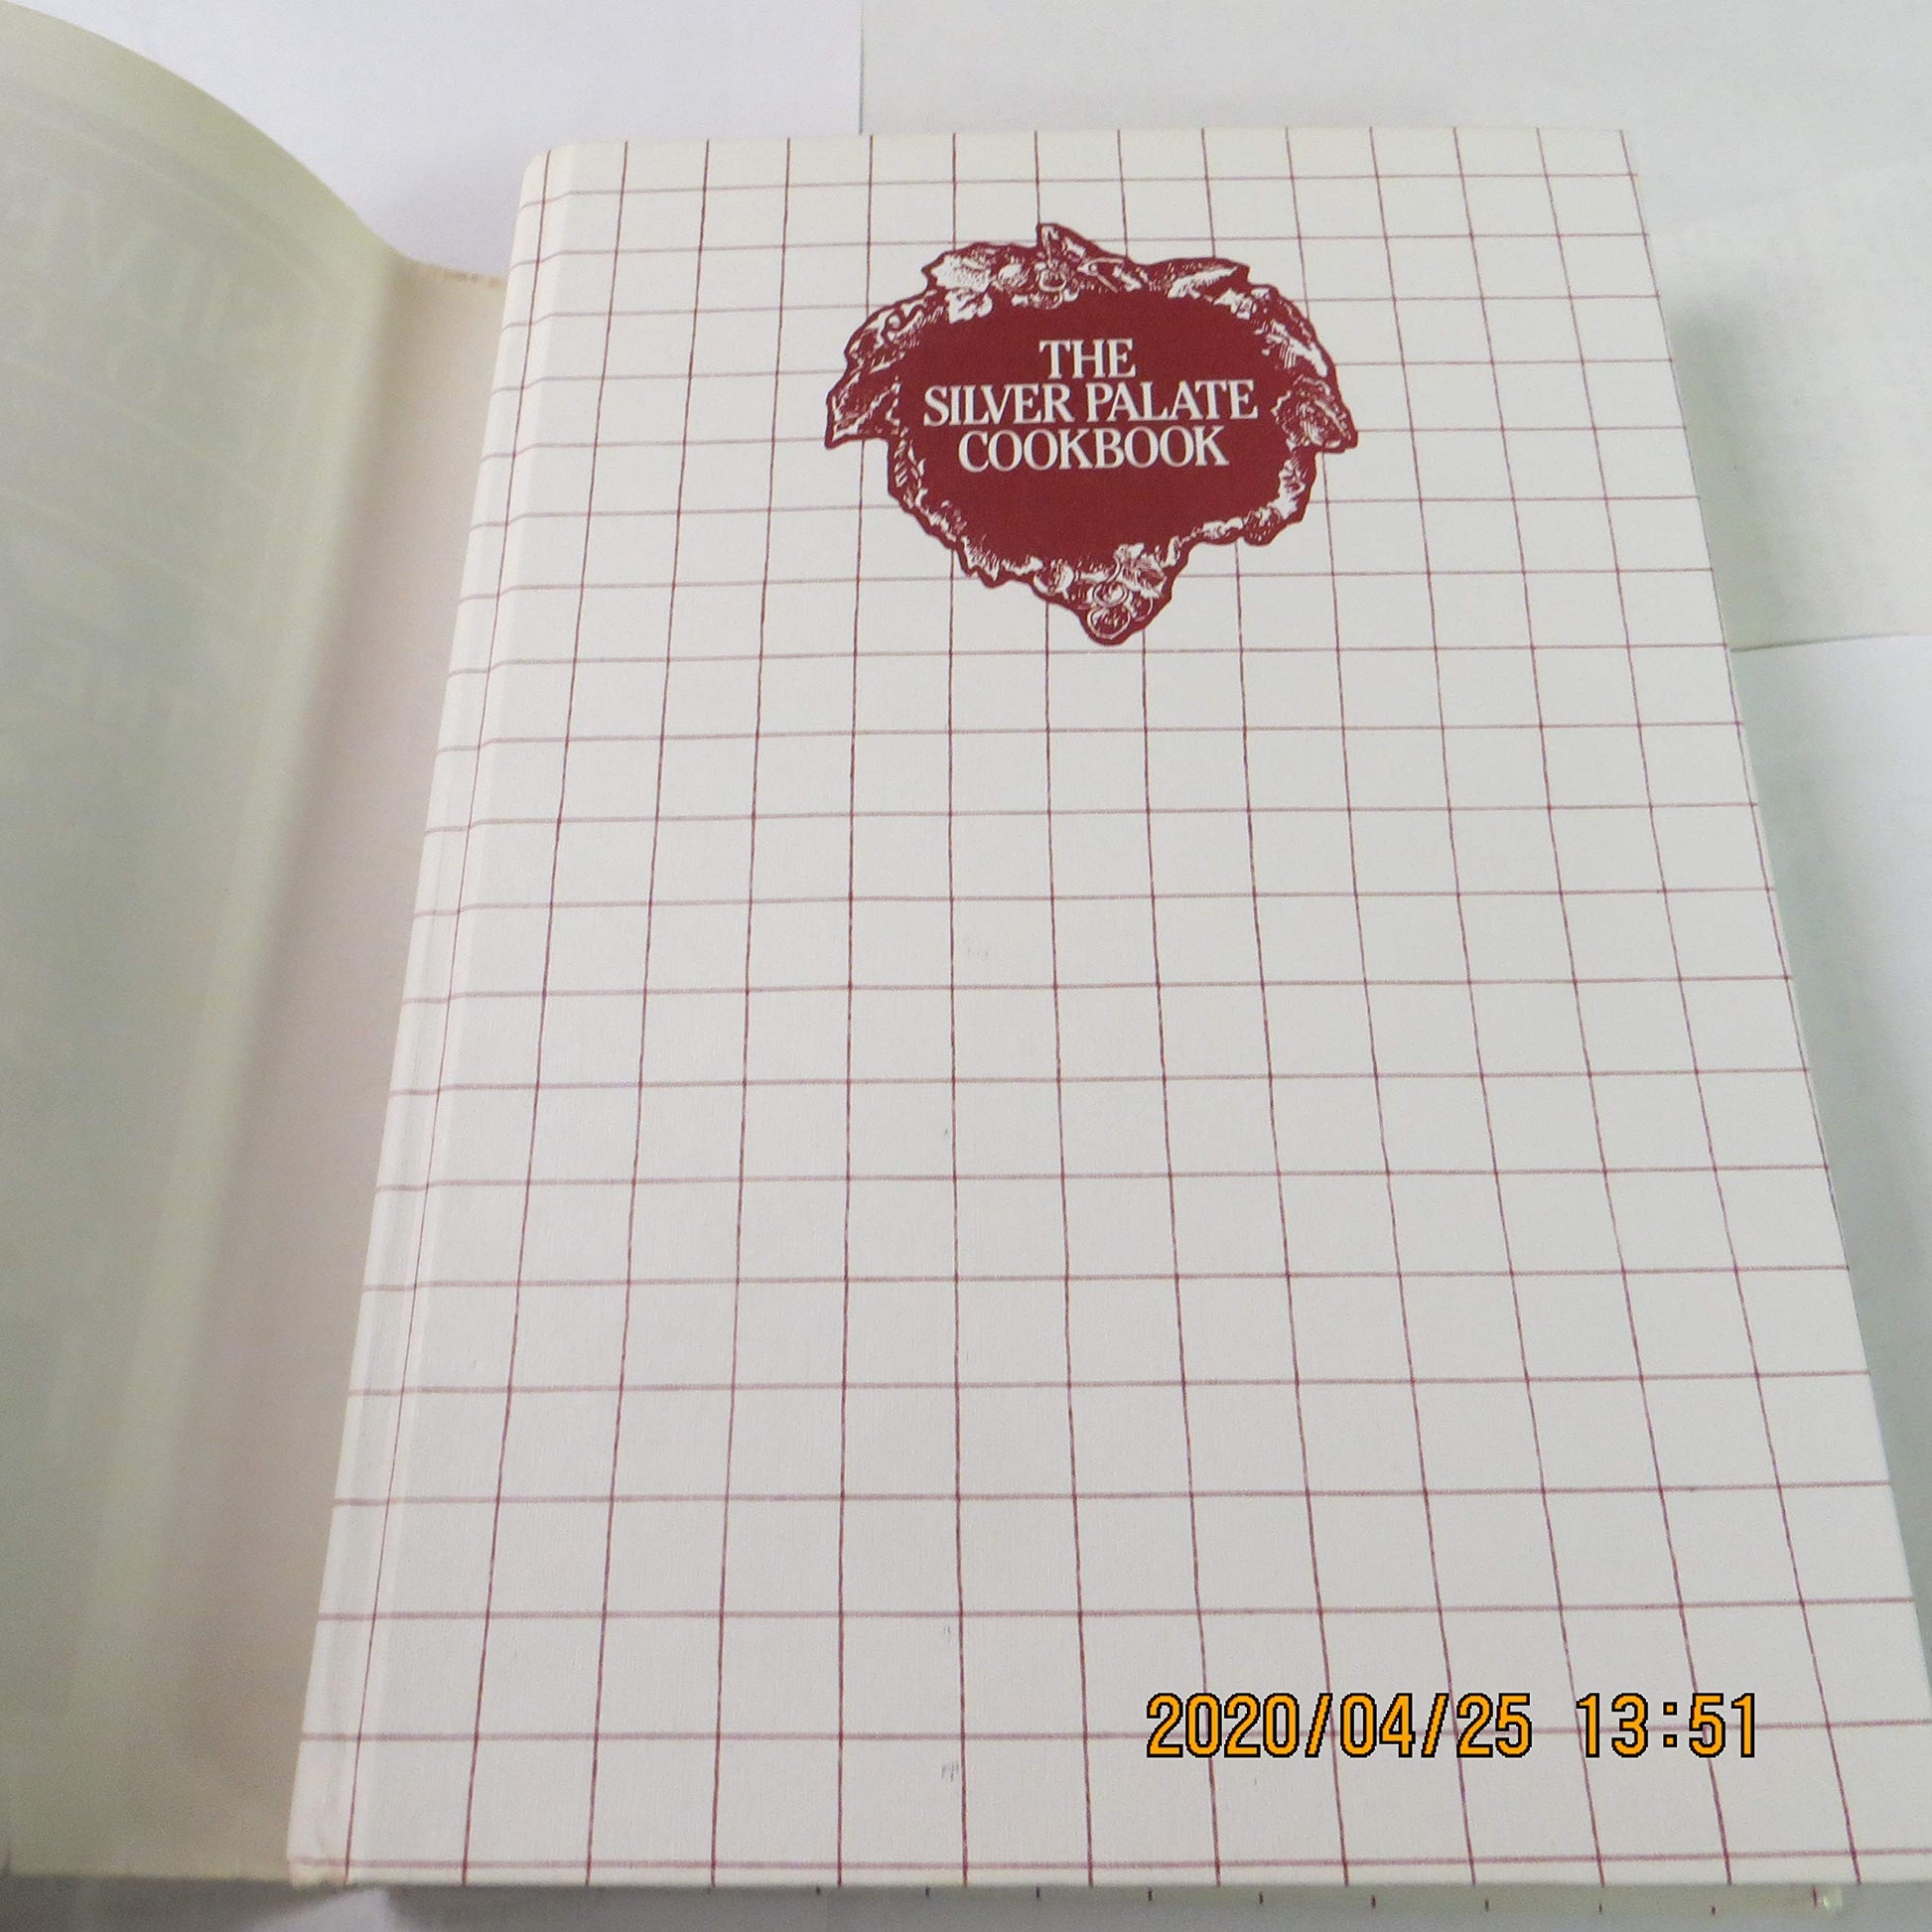 THE
SILVER PALATE
COOKBOOK
2020/04/25 13:51